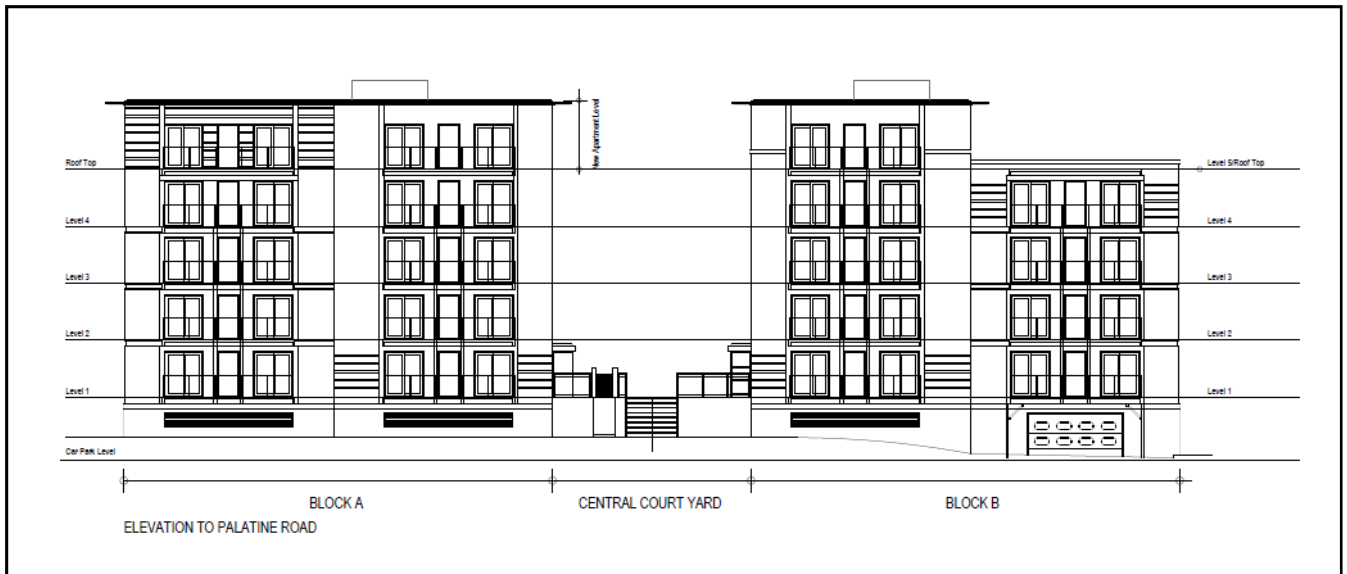 New Apartment Level
Roof Top
Level 5/Roof Top
Level 4
Level 4
Level 3
Level 3
Level 2
Level 2
Level 1
Level 1
Car Park Level
BLOCK A
CENTRAL COURT YARD
BLOCK B
ELEVATION TO PALATINE ROAD